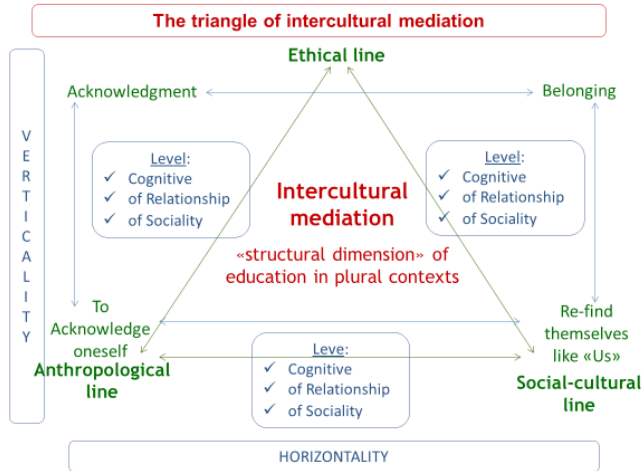 The triangle of intercultural mediation
Ethical line
Acknowledgment
Belonging
VERTICALITY
Level:
✓ Cognitive
✓ of Relationship
✓ of Sociality
Intercultural
mediation
«structural dimension» of
education in plural contexts
Level:
✓ Cognitive
✓ of Relationship
✓ of Sociality
To
Acknowledge
oneself
Anthropological
line
Leve:
✓ Cognitive
✓ of Relationship
✓ of Sociality
Re-find
themselves
like «Us»
Social-cultural
line
HORIZONTALITY